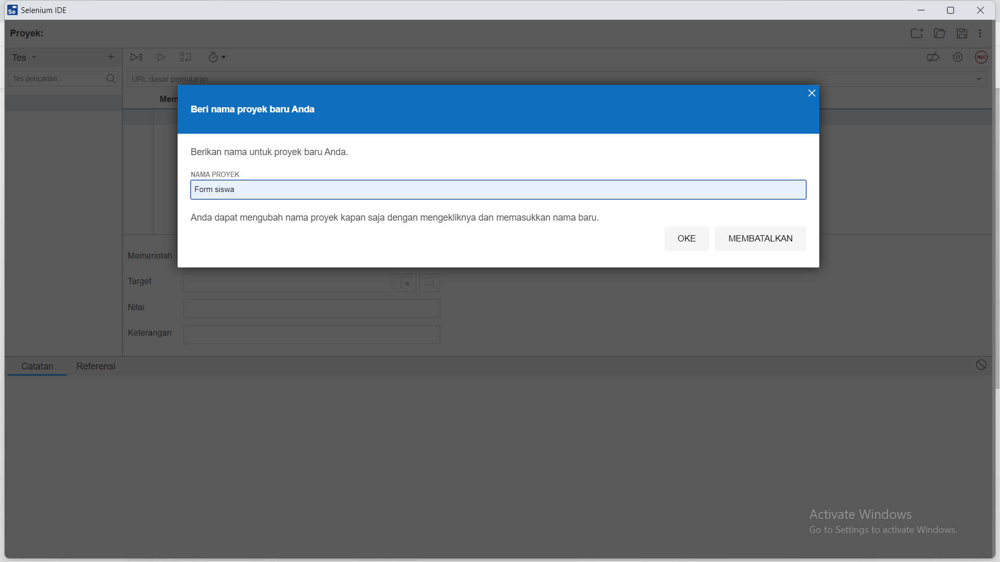 Selenium IDE
Proyek:
Tes
Tes pencarian...
URL dasar pemutaran
REC
Mem
Beri nama proyek baru Anda
Berikan nama untuk proyek baru Anda.
NAMA PROYEK
Form siswa
Anda dapat mengubah nama proyek kapan saja dengan mengekliknya dan memasukkan nama baru.
OKE
MEMBATALKAN
Memerintah
Target
Nilai
Keterangan
Catatan
Referensi
Activate Windows
Go to Settings to activate Windows.